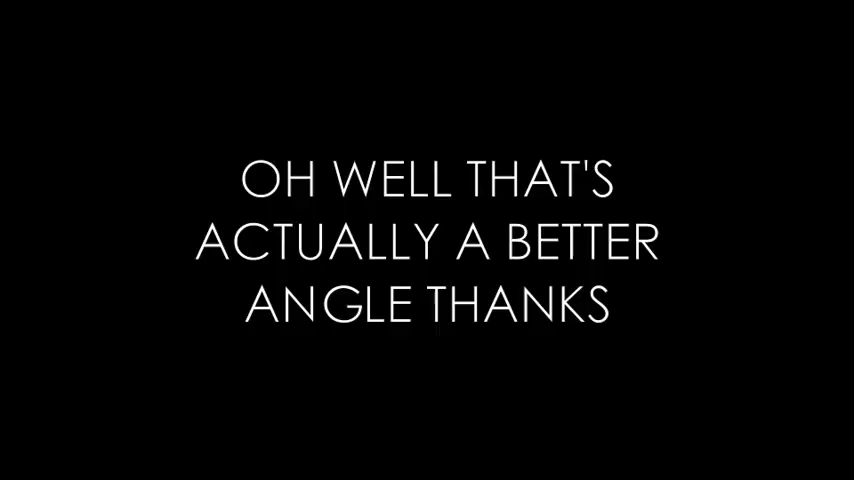 OH WELL THAT'S
ACTUALLY A BETTER
ANGLE THANKS